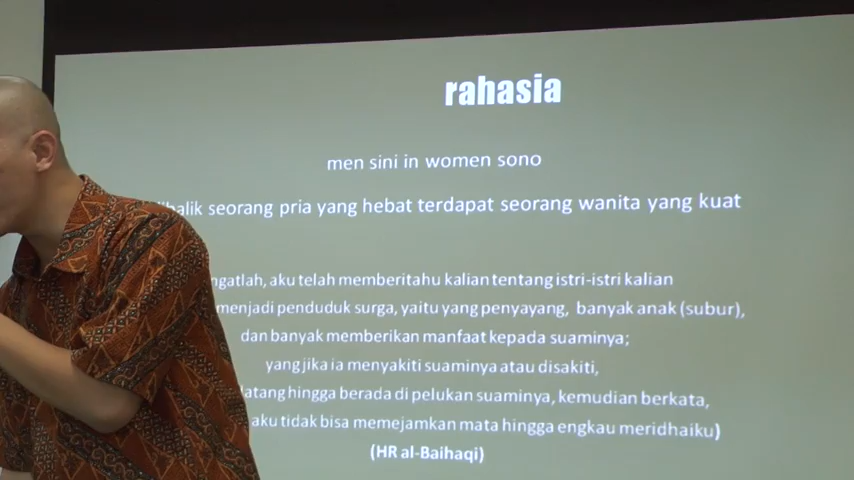 rahasia
men sini in women sono
seorang pria yang hebat terdapat seorang wanita yang kuat
aku telah memberitahu kalian tentang istri-istri kalian
menjadi penduduk surga, yaitu yang penyayang, banyak anak (subur),
dan banyak memberikan manfaat kepada suaminya;
yang jika ia menyakiti suaminya atau disakiti,
hingga berada di pelukan suaminya, kemudian berkata,
aku tidak bisa memejamkan mata hingga engkau meridhaiku)
(HR al-Baihaqi)